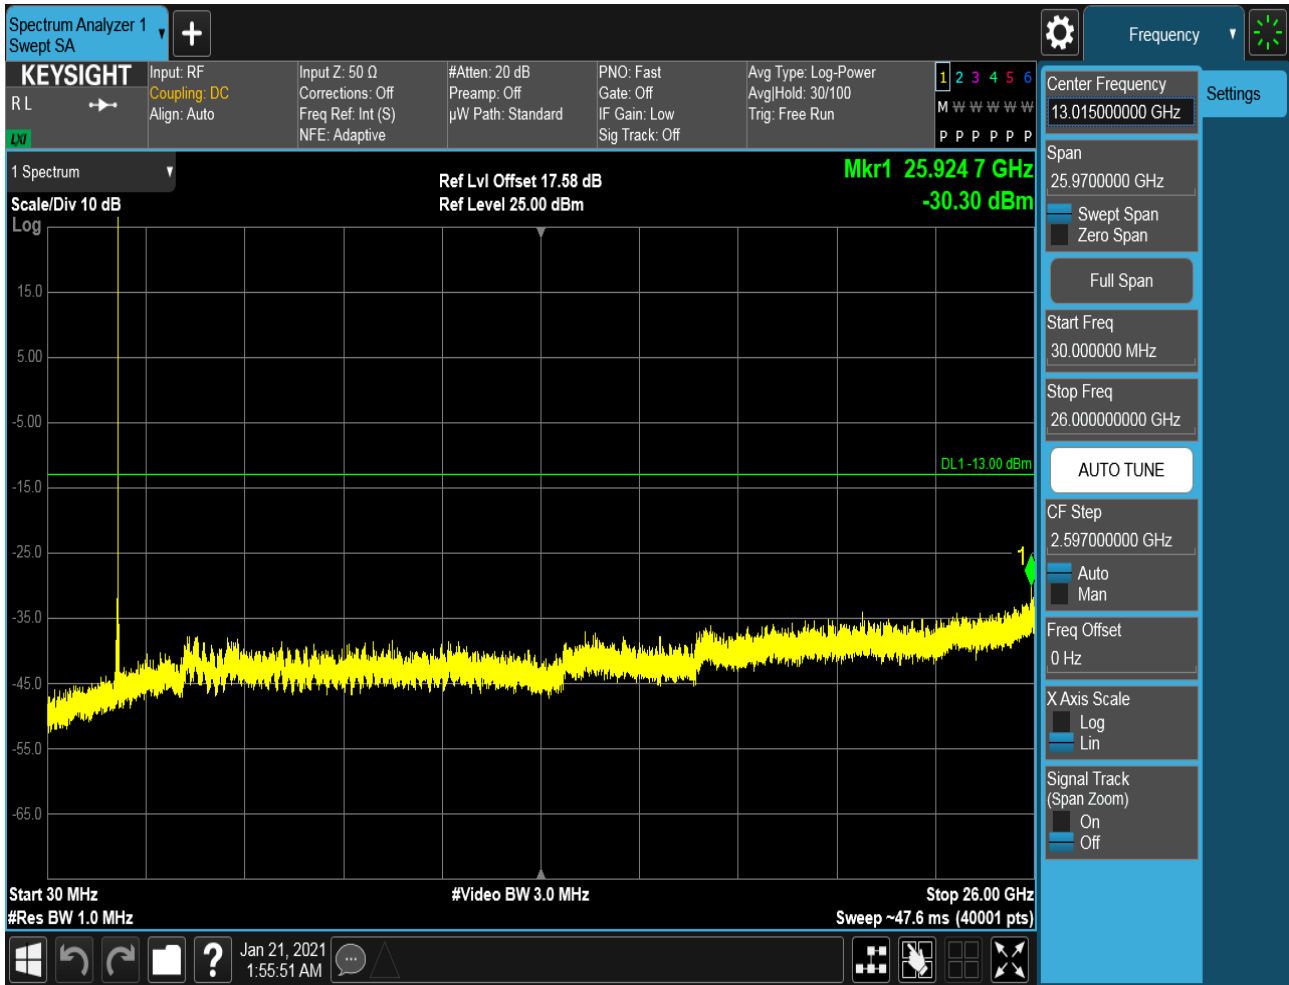 Spectrum Analyzer 1
Swept SA
Frequency
KEYSIGHT
R L
LXI
Input: RF
Coupling: DC
Align: Auto
Input Z: 50 Ω
Corrections: Off
Freq Ref: Int (S)
NFE: Adaptive
#Atten: 20 dB
Preamp: Off
µW Path: Standard
PNO: Fast
Gate: Off
IF Gain: Low
Sig Track: Off
Avg Type: Log-Power
Avg|Hold: 30/100
Trig: Free Run
1 2 3 4 5 6
M W W W W W
P P P P P P
1 Spectrum
Scale/Div 10 dB
Log
Ref Lvl Offset 17.58 dB
Ref Level 25.00 dBm
Mkr1 25.924 7 GHz
-30.30 dBm
15.0
5.00
-5.00
DL1 -13.00 dBm
-15.0
-25.0
1
-35.0
-45.0
-55.0
-65.0
Start 30 MHz
#Video BW 3.0 MHz
Stop 26.00 GHz
#Res BW 1.0 MHz
Sweep ~47.6 ms (40001 pts)
Jan 21, 2021
1:55:51 AM
Center Frequency
13.015000000 GHz
Settings
Span
25.9700000 GHz
Swept Span
Zero Span
Full Span
Start Freq
30.000000 MHz
Stop Freq
26.000000000 GHz
AUTO TUNE
CF Step
2.597000000 GHz
Auto
Man
Freq Offset
0 Hz
X Axis Scale
Log
Lin
Signal Track
(Span Zoom)
On
Off